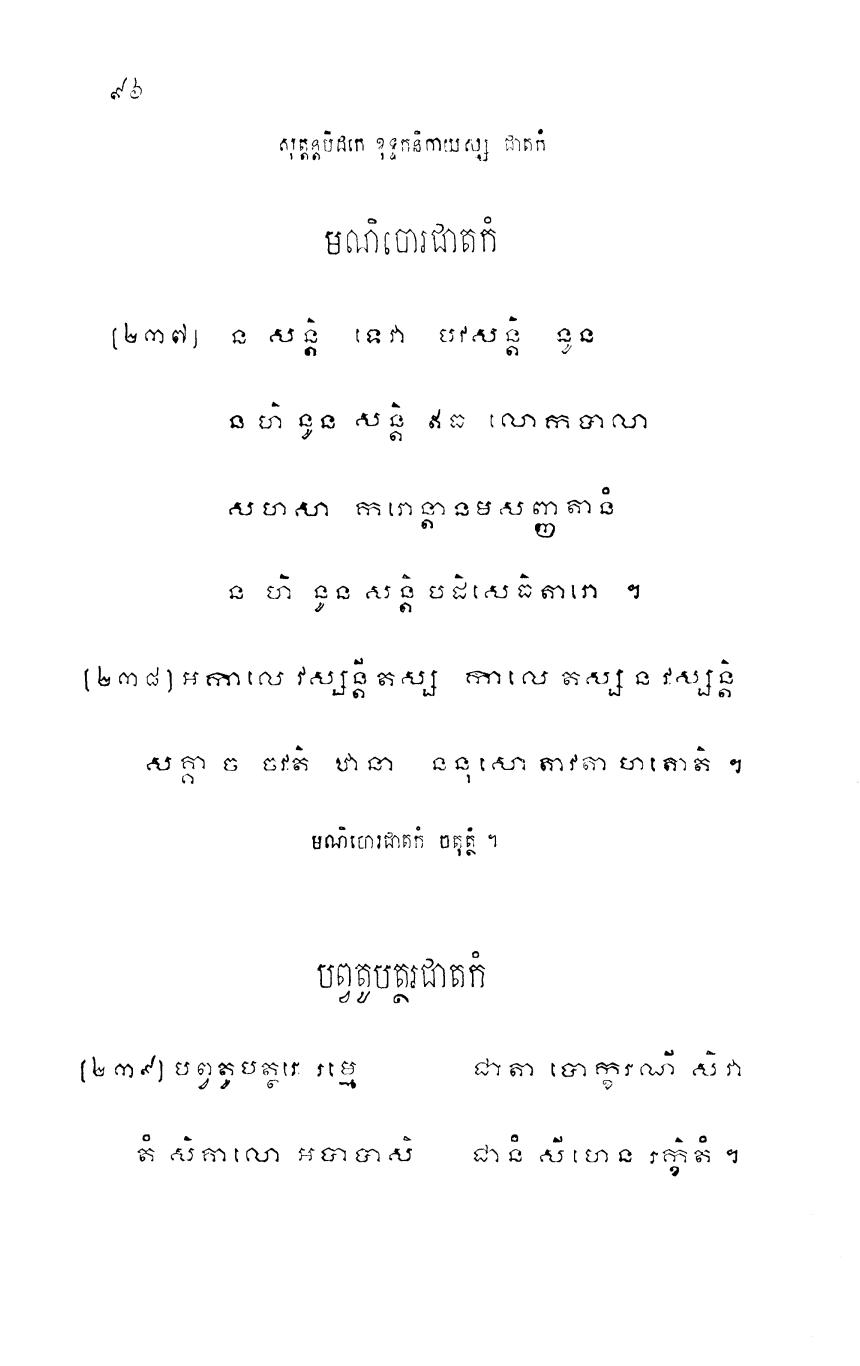 ៩៦
សុត្តន្តបិដកេ ខុទ្ទកនិកាយស្ស ជាតកំ
មណិចោរជាតកំ
[២៣៧] ន សន្តិ ទេវា បវសន្តិ នូន
ន ហិ នូន សន្តិ ឥធ លោកបាលា
សហសា ករោន្តានមសញ្ញតានំ
ន ហិ នូន សន្តិ បដិសេធិតារោ ។
[២៣៨] អកាលេ វស្សន្តីតស្ស កាលេ តស្ស ន វស្សន្តិ
សគ្គា ច ចវតិ ឋានា ននុ សោ តាវតា ហតោតិ ។
មណិចោរជាតកំ ចតុត្ថំ ។
បព្វតូបត្ថរជាតកំ
[២៣៩] បព្វតូបត្ថរេ រម្មេ ជាតា បោក្ខរណី សិវា
តំ សិគាលោ អបាបាសិ ជានំ សីហេន រក្ខិតំ ។